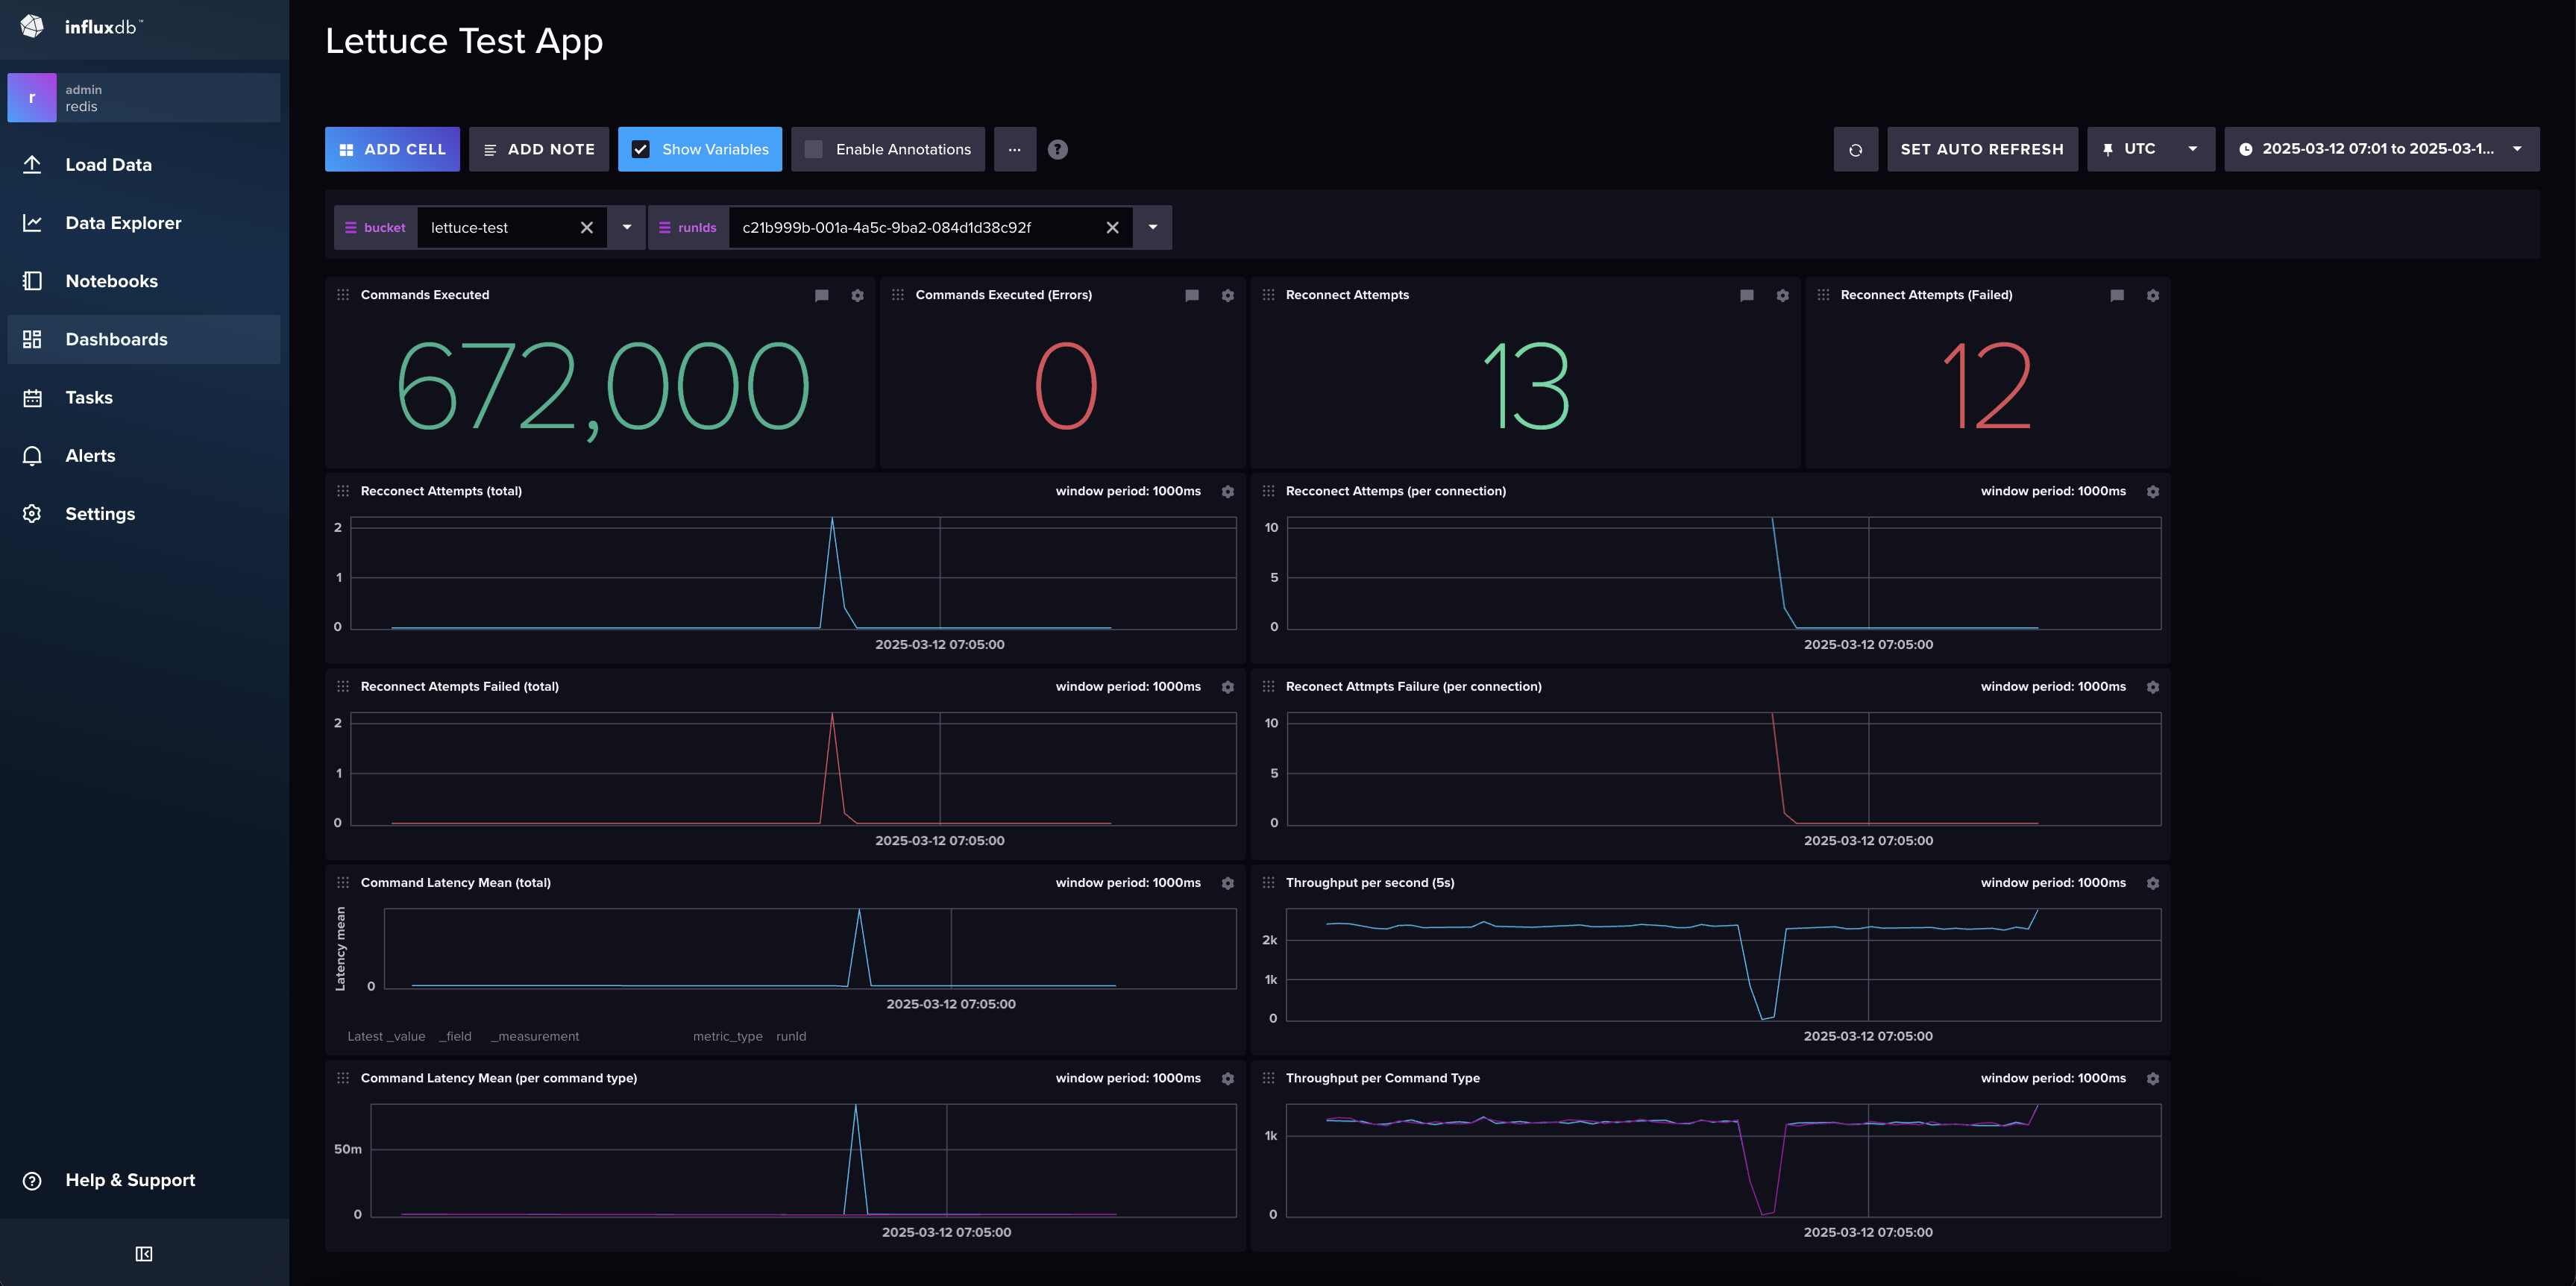 influxdb™
Lettuce Test App
r
admin
redis
Load Data
Data Explorer
Notebooks
Dashboards
Tasks
Alerts
Settings
Help & Support
ADD CELL
ADD NOTE
Show Variables
Enable Annotations
...
?
SET AUTO REFRESH
UTC
2025-03-12 07:01 to 2025-03-1...
bucket
lettuce-test
runIds
c21b999b-001a-4a5c-9ba2-084d1d38c92f
Commands Executed
672,000
Commands Executed (Errors)
0
Reconnect Attempts
13
Reconnect Attempts (Failed)
12
Recconect Attempts (total)
window period: 1000ms
2
1
0
2025-03-12 07:05:00
Recconect Attemps (per connection)
window period: 1000ms
10
5
0
2025-03-12 07:05:00
Reconnect Atempts Failed (total)
window period: 1000ms
2
1
0
2025-03-12 07:05:00
Reconect Attmpts Failure (per connection)
window period: 1000ms
10
5
0
2025-03-12 07:05:00
Command Latency Mean (total)
window period: 1000ms
Latency mean
0
2025-03-12 07:05:00
Latest _value _field _measurement metric_type runId
Throughput per second (5s)
window period: 1000ms
2k
1k
0
2025-03-12 07:05:00
Command Latency Mean (per command type)
window period: 1000ms
50m
0
2025-03-12 07:05:00
Throughput per Command Type
window period: 1000ms
1k
0
2025-03-12 07:05:00